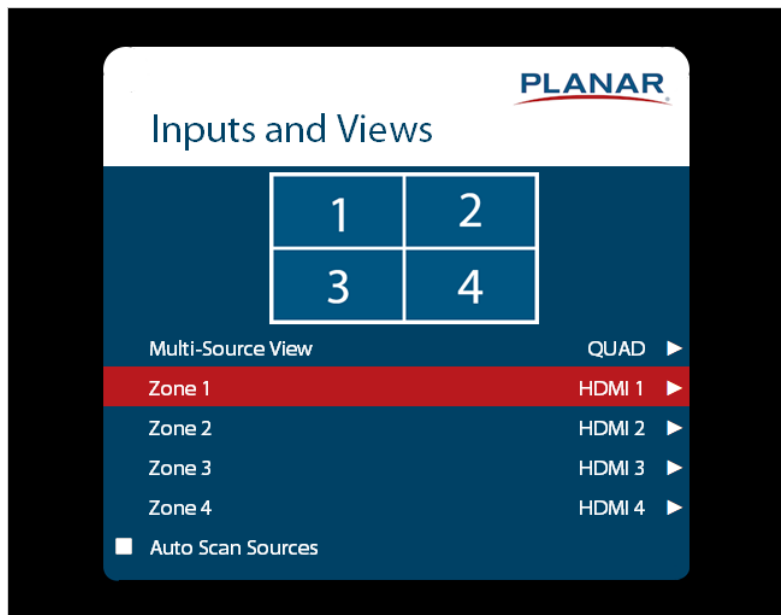 PLANAR
Inputs and Views
1 2
3 4
Multi-Source View QUAD ►
Zone 1 HDMI 1 ►
Zone 2 HDMI 2 ►
Zone 3 HDMI 3 ►
Zone 4 HDMI 4 ►
Auto Scan Sources